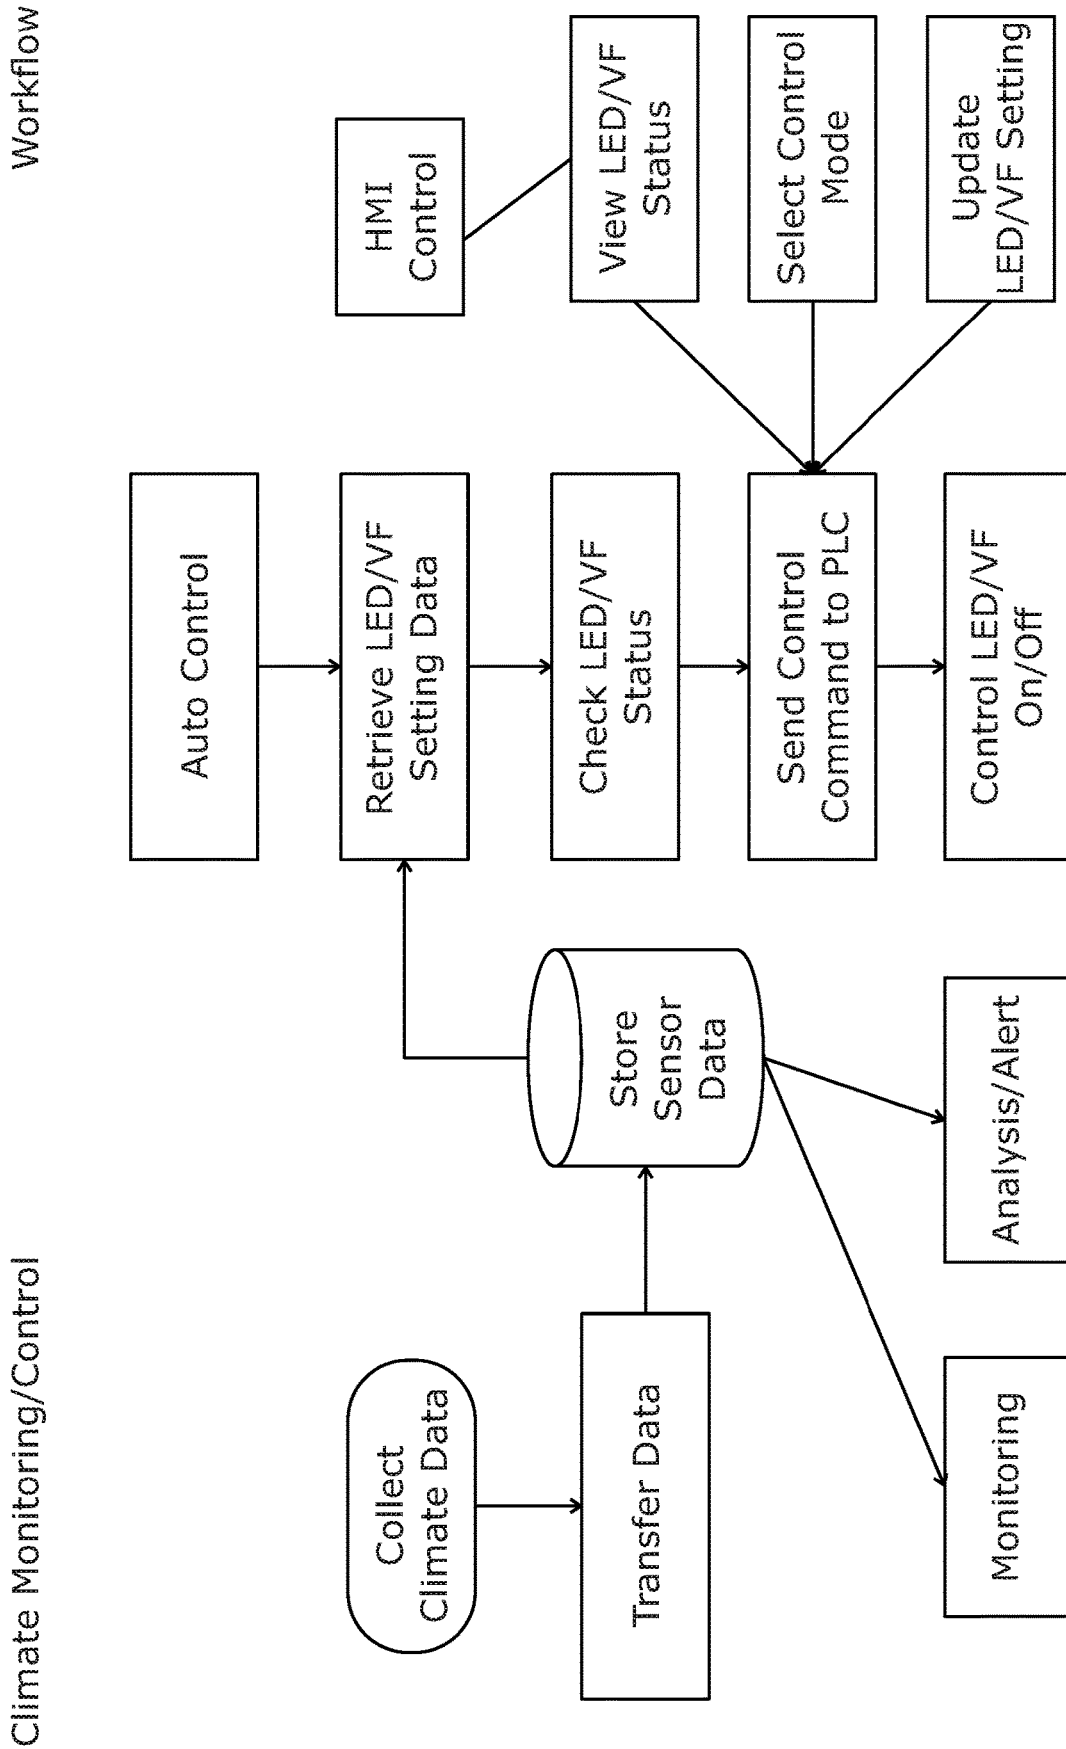 Climate Monitoring/Control
Workflow
Collect
Climate Data
Transfer Data
Store
Sensor
Data
Monitoring
Analysis/Alert
Auto Control
Retrieve LED/VF
Setting Data
Check LED/VF
Status
Send Control
Command to PLC
Control LED/VF
On/Off
HMI
Control
View LED/VF
Status
Select Control
Mode
Update
LED/VF Setting